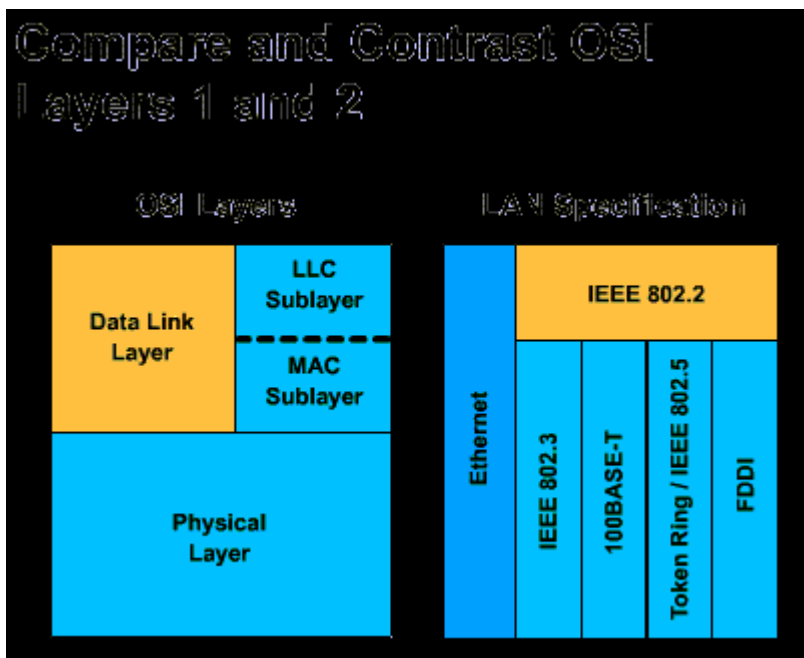 Compare and Contrast OSI
Layers 1 and 2
OSI Layers
LAN Specification
Data Link
Layer
LLC
Sublayer
MAC
Sublayer
Physical
Layer
Ethernet
IEEE 802.2
IEEE 802.3
100BASE-T
Token Ring / IEEE 802.5
FDDI